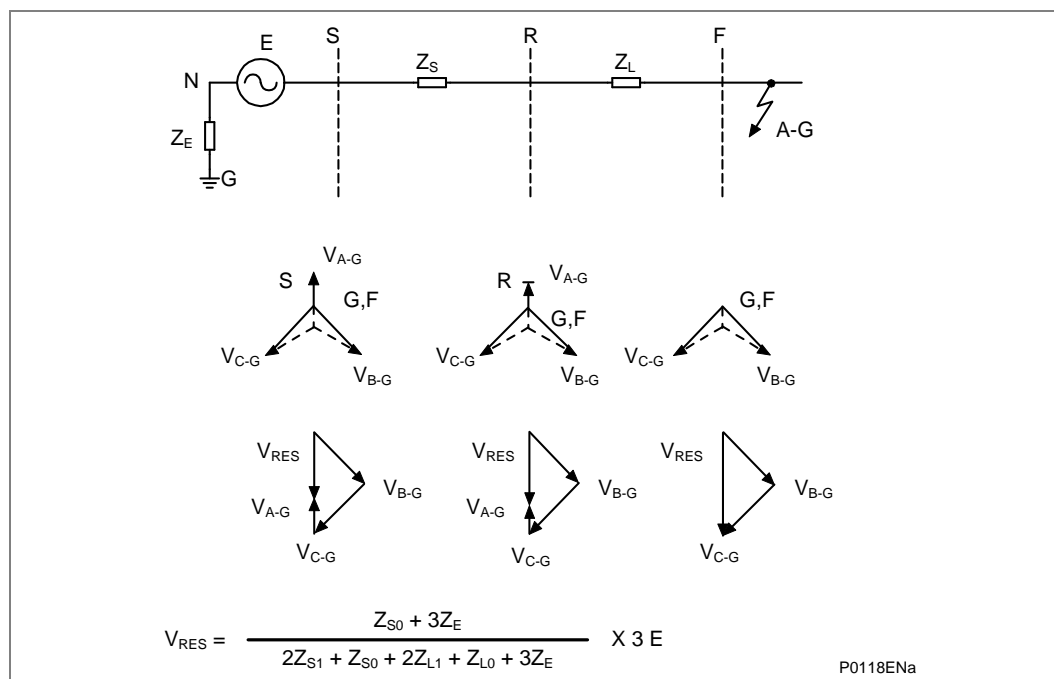 E S R F
N Z_S Z_L
Z_E G A-G
S V_A-G R V_A-G
G,F G,F G,F
V_C-G V_B-G V_C-G V_B-G V_C-G V_B-G
V_RES V_RES V_RES
V_A-G V_B-G V_A-G V_B-G V_B-G
V_C-G V_C-G V_C-G
V_RES = Z_S0 + 3Z_E
2Z_S1 + Z_S0 + 2Z_L1 + Z_L0 + 3Z_E X 3 E
P0118ENa